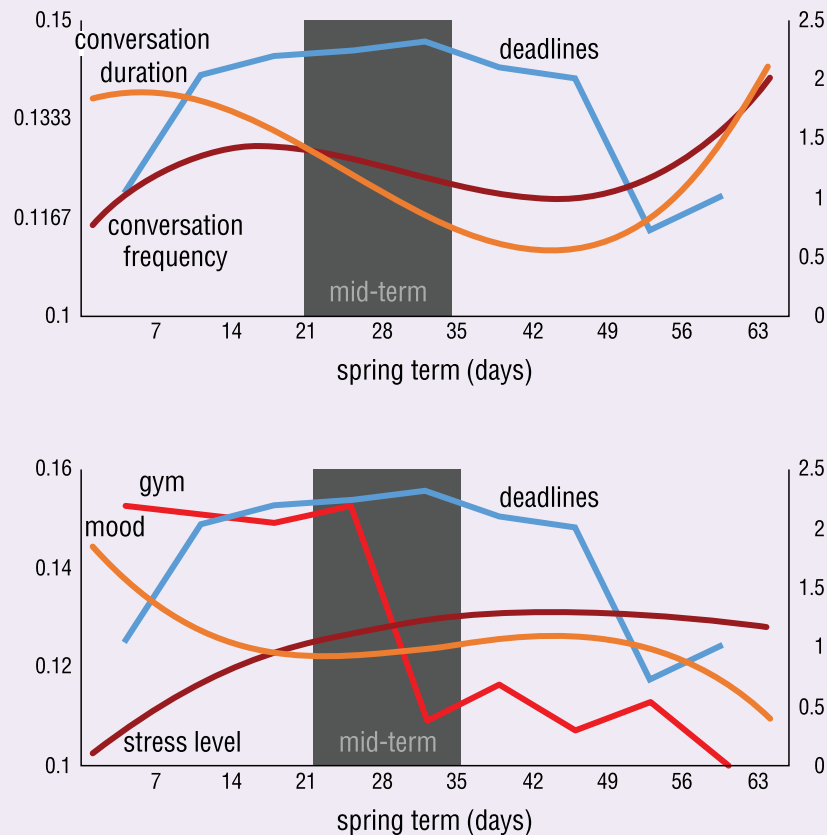 0.15
2.5
conversation
duration
deadlines
2
0.1333
1.5
0.1167
1
conversation
frequency
0.5
mid-term
0.1
0
7 14 21 28 35 42 49 56 63
spring term (days)
0.16
2.5
gym
deadlines
mood
2
0.14
1.5
0.12
1
0.5
stress level
mid-term
0.1
0
7 14 21 28 35 42 49 56 63
spring term (days)